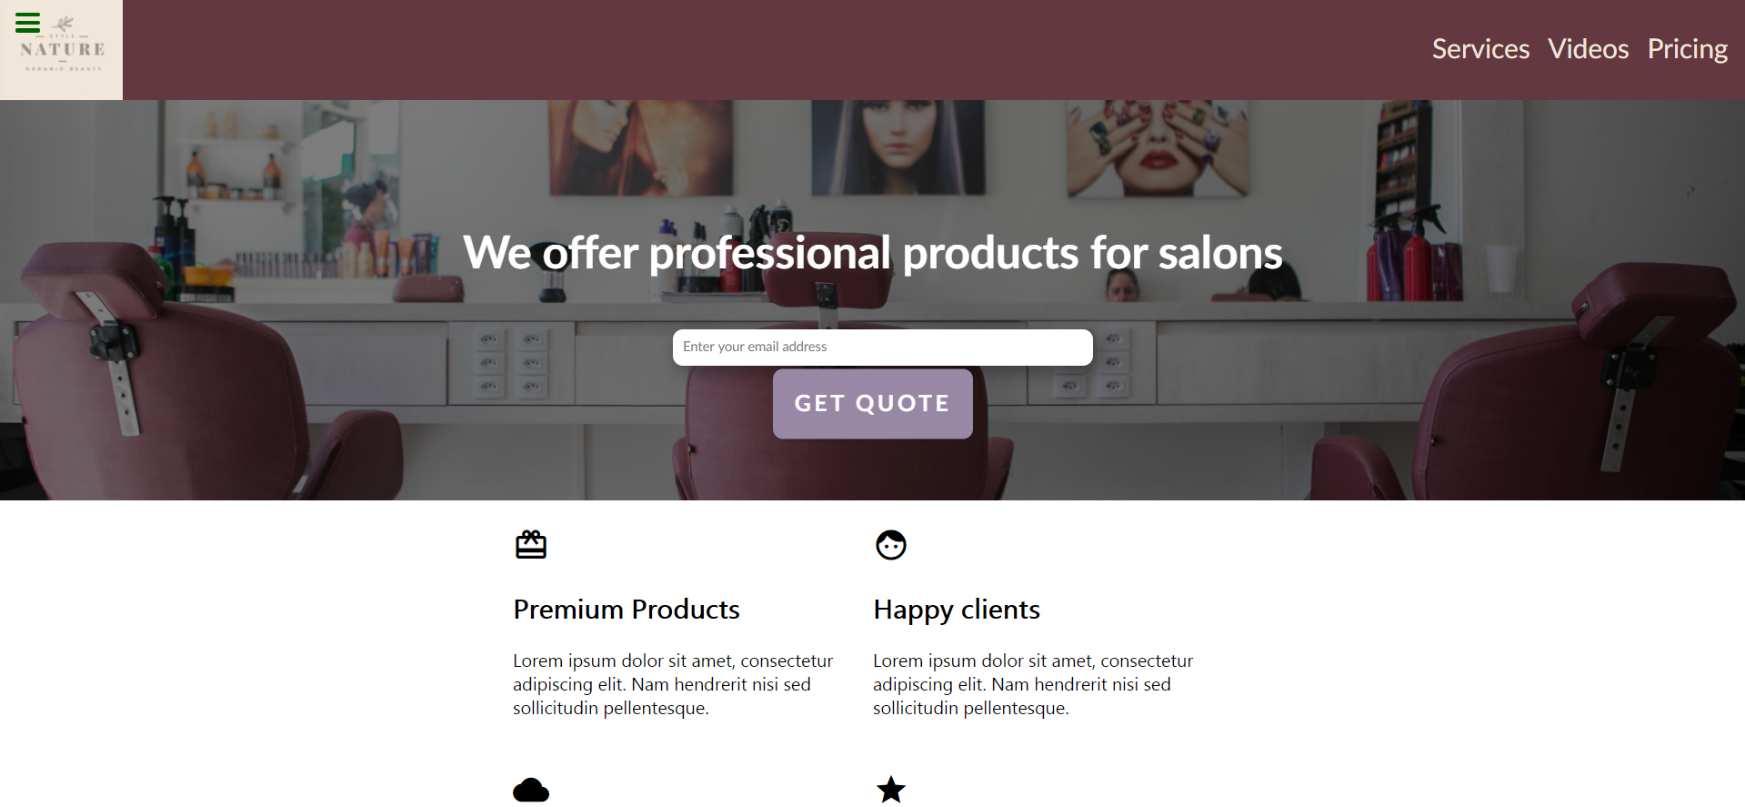 STYLE
NATURE
ORGANIC BEAUTY
Services Videos Pricing
We offer professional products for salons
Enter your email address
GET QUOTE
Premium Products
Happy clients
Lorem ipsum dolor sit amet, consectetur
adipiscing elit. Nam hendrerit nisi sed
sollicitudin pellentesque.
Lorem ipsum dolor sit amet, consectetur
adipiscing elit. Nam hendrerit nisi sed
sollicitudin pellentesque.